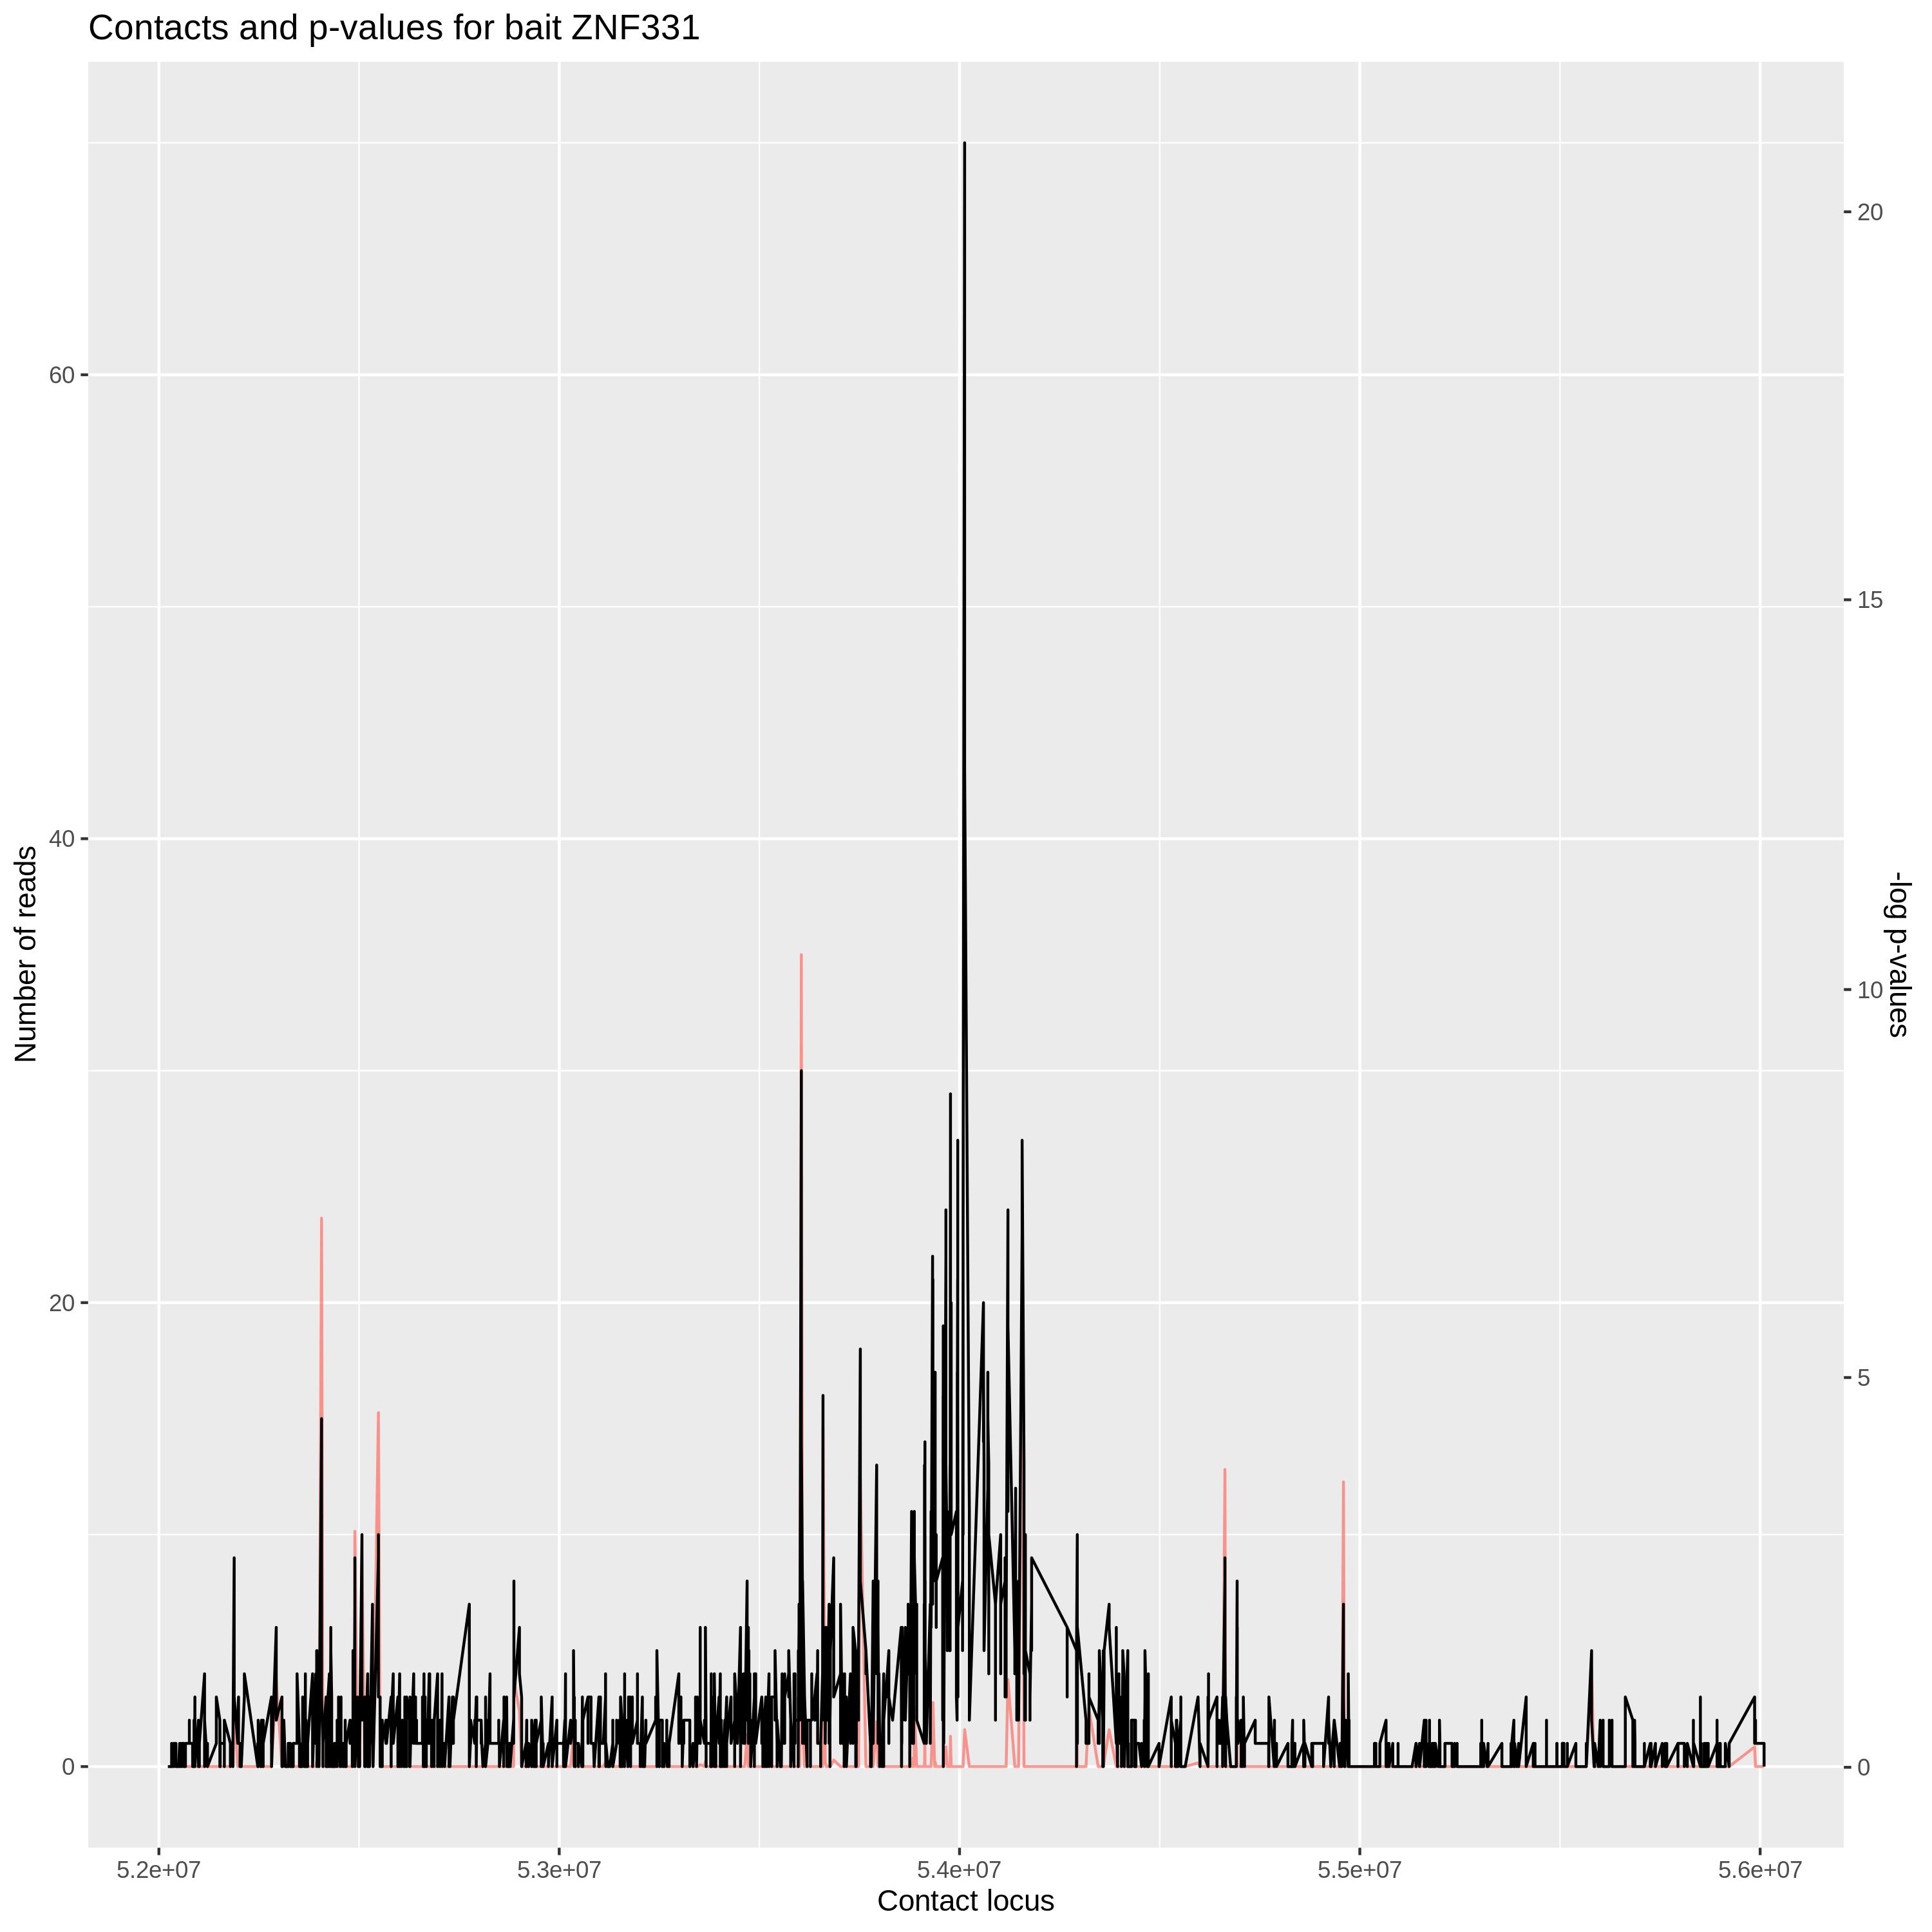 Contacts and p-values for bait ZNF331
Number of reads
60
40
20
0
20
15
10
5
0
-log p-values
5.2e+07 5.3e+07 5.4e+07 5.5e+07 5.6e+07
Contact locus